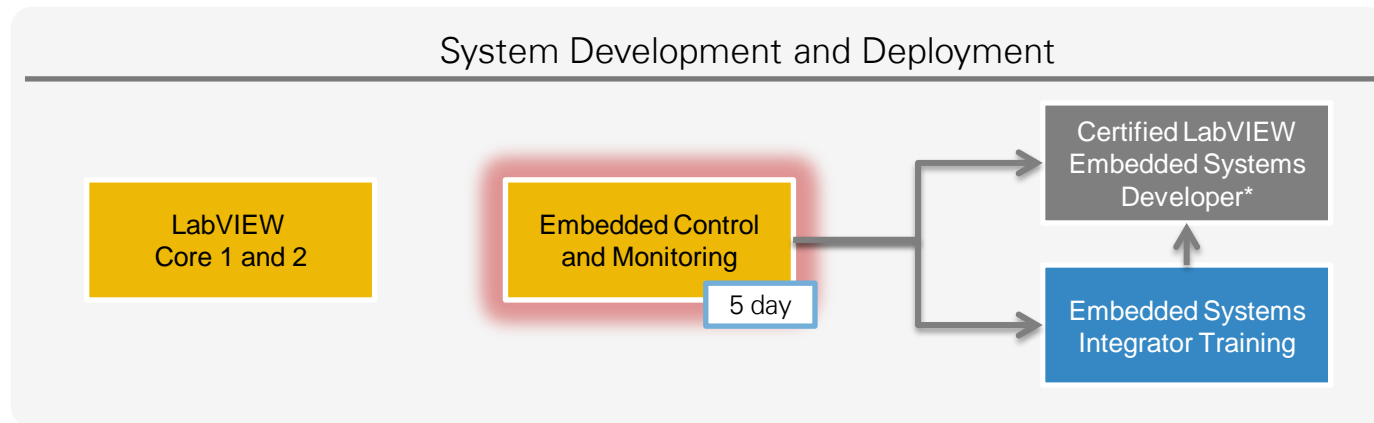 System Development and Deployment
LabVIEW
Core 1 and 2
Embedded Control
and Monitoring
5 day
Certified LabVIEW
Embedded Systems
Developer*
Embedded Systems
Integrator Training